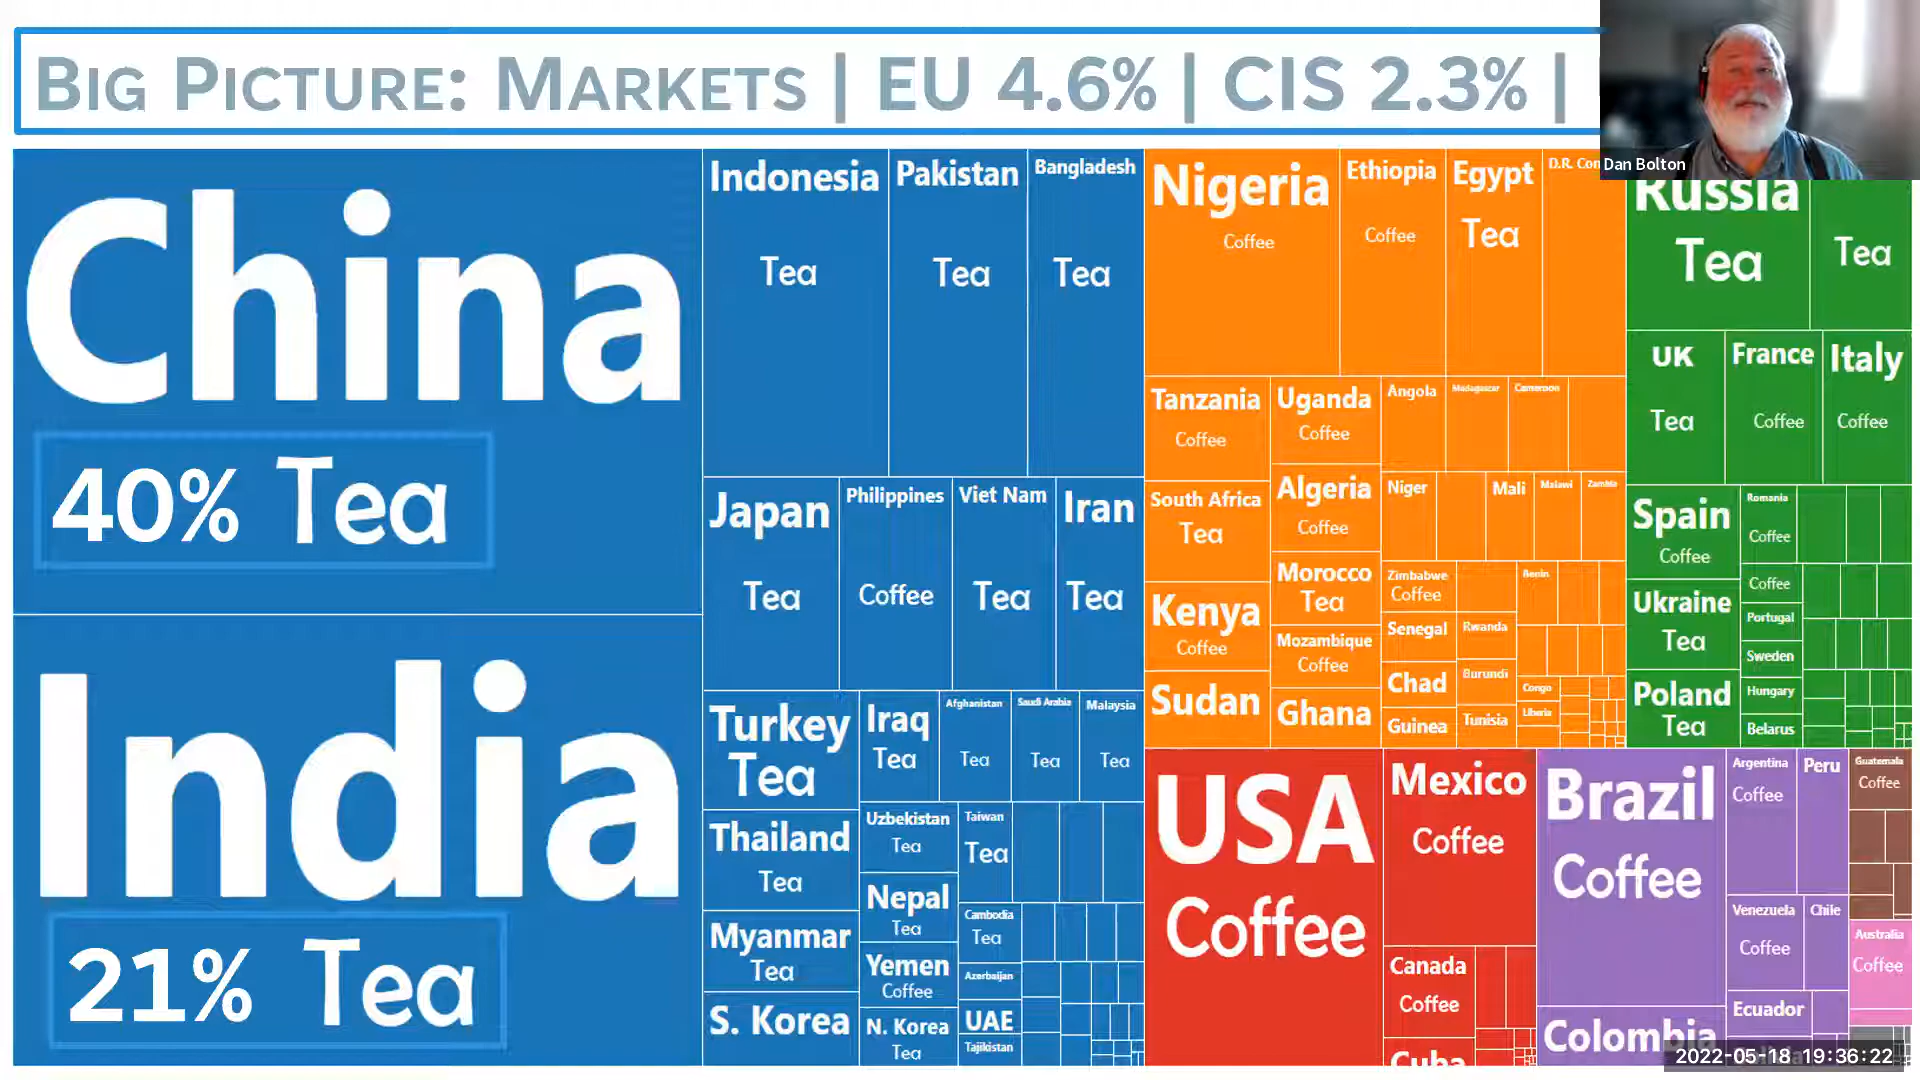 BIG PICTURE: MARKETS | EU 4.6% | CIS 2.3% |
Dan Bolton
China
40% Tea
India
21% Tea
Indonesia
Tea
Pakistan
Tea
Bangladesh
Tea
Japan
Tea
Philippines
Coffee
Viet Nam
Tea
Iran
Tea
Turkey
Tea
Iraq
Tea
Afghanistan
Tea
Saudi Arabia
Tea
Malaysia
Tea
Thailand
Tea
Uzbekistan
Tea
Taiwan
Tea
Nepal
Tea
Myanmar
Tea
Cambodia
Tea
Yemen
Coffee
Azerbaijan
S. Korea
N. Korea
Tea
UAE
Tajikistan
Nigeria
Coffee
Ethiopia
Coffee
Egypt
Tea
D.R. Con
Tanzania
Coffee
Uganda
Coffee
Angola
Madagascar
Cameroon
South Africa
Tea
Algeria
Coffee
Niger
Mali
Malawi
Zambia
Kenya
Coffee
Morocco
Tea
Zimbabwe
Coffee
Benin
Mozambique
Coffee
Senegal
Rwanda
Sudan
Ghana
Chad
Burundi
Congo
Guinea
Tunisia
Liberia
Russia
Tea
Tea
UK
Tea
France
Coffee
Italy
Coffee
Spain
Coffee
Romania
Coffee
Coffee
Ukraine
Tea
Portugal
Sweden
Poland
Tea
Hungary
Belarus
USA
Coffee
Mexico
Coffee
Canada
Coffee
Cuba
Brazil
Coffee
Argentina
Coffee
Peru
Venezuela
Coffee
Chile
Ecuador
Colombia
Guatemala
Coffee
Australia
Coffee
2022-05-18 19:36:22